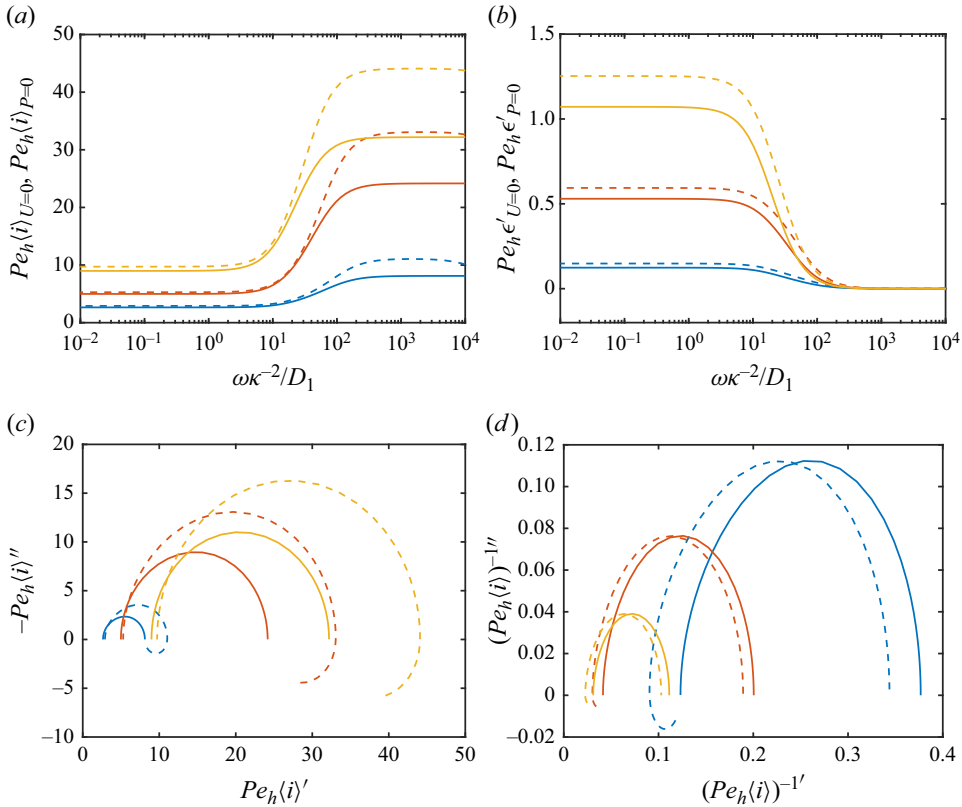 (a)
50
40
30
20
10
0
Pe_h⟨i⟩_{U=0}, Pe_h⟨i⟩_{P=0}
10^{–2} 10^{–1} 10^0 10^1 10^2 10^3 10^4
ωκ^{–2}/D_1
(b)
1.5
1.0
0.5
0
–0.2
Pe_hϵ′_{U=0}, Pe_hϵ′_{P=0}
10^{–2} 10^{–1} 10^0 10^1 10^2 10^3 10^4
ωκ^{–2}/D_1
(c)
20
15
10
5
0
–5
–10
–Pe_h⟨i⟩″
0 10 20 30 40 50
Pe_h⟨i⟩′
(d)
0.12
0.10
0.08
0.06
0.04
0.02
0
–0.02
(Pe_h⟨i⟩)^{–1″}
0 0.1 0.2 0.3 0.4
(Pe_h⟨i⟩)^{–1′}